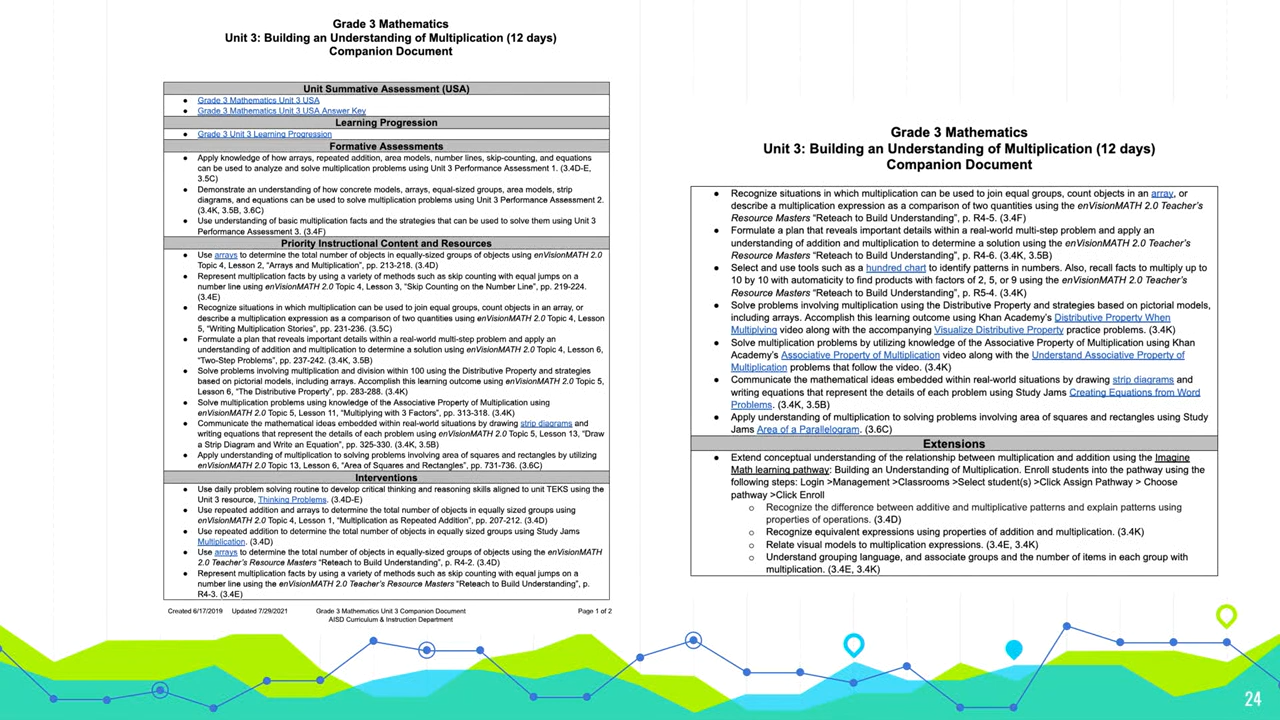 Grade 3 Mathematics
Unit 3: Building an Understanding of Multiplication (12 days)
Companion Document
Unit Summative Assessment (USA)
● Grade 3 Mathematics Unit 3 USA
● Grade 3 Mathematics Unit 3 USA Answer Key
Learning Progression
● Grade 3 Unit 3 Learning Progression
Formative Assessments
● Apply knowledge of how arrays, repeated addition, area models, number lines, skip-counting, and equations
can be used to analyze and solve multiplication problems using Unit 3 Performance Assessment 1. (3.4D-E,
3.5C)
● Demonstrate an understanding of how concrete models, arrays, equal-sized groups, area models, strip
diagrams, and equations can be used to solve multiplication problems using Unit 3 Performance Assessment 2.
(3.4K, 3.5B, 3.6C)
● Use understanding of basic multiplication facts and the strategies that can be used to solve them using Unit 3
Performance Assessment 3. (3.4F)
Priority Instructional Content and Resources
● Use arrays to determine the total number of objects in equally-sized groups of objects using enVisionMATH 2.0
Topic 4, Lesson 2, “Arrays and Multiplication”, pp. 213-218. (3.4D)
● Represent multiplication facts by using a variety of methods such as skip counting with equal jumps on a
number line using enVisionMATH 2.0 Topic 4, Lesson 3, “Skip Counting on the Number Line”, pp. 219-224.
(3.4E)
● Recognize situations in which multiplication can be used to join equal groups, count objects in an array, or
describe a multiplication expression as a comparison of two quantities using enVisionMATH 2.0 Topic 4, Lesson
5, “Writing Multiplication Stories”, pp. 231-236. (3.5C)
● Formulate a plan that reveals important details within a real-world multi-step problem and apply an
understanding of addition and multiplication to determine a solution using enVisionMATH 2.0 Topic 4, Lesson 6,
“Two-Step Problems”, pp. 237-242. (3.4K, 3.5B)
● Solve problems involving multiplication and division within 100 using the Distributive Property and strategies
based on pictorial models, including arrays. Accomplish this learning outcome using enVisionMATH 2.0 Topic 5,
Lesson 6, “The Distributive Property”, pp. 283-288. (3.4K)
● Solve multiplication problems using knowledge of the Associative Property of Multiplication using
enVisionMATH 2.0 Topic 5, Lesson 11, “Multiplying with 3 Factors”, pp. 313-318. (3.4K)
● Communicate the mathematical ideas embedded within real-world situations by drawing strip diagrams and
writing equations that represent the details of each problem using enVisionMATH 2.0 Topic 5, Lesson 13, “Draw
a Strip Diagram and Write an Equation”, pp. 325-330. (3.4K, 3.5B)
● Apply understanding of multiplication to solving problems involving area of squares and rectangles by utilizing
enVisionMATH 2.0 Topic 13, Lesson 6, “Area of Squares and Rectangles”, pp. 731-736. (3.6C)
Interventions
● Use daily problem solving routine to develop critical thinking and reasoning skills aligned to unit TEKS using the
Unit 3 resource, Thinking Problems. (3.4D-E)
● Use repeated addition and arrays to determine the total number of objects in equally sized groups using
enVisionMATH 2.0 Topic 4, Lesson 1, “Multiplication as Repeated Addition”, pp. 207-212. (3.4D)
● Use repeated addition to determine the total number of objects in equally sized groups using Study Jams
Multiplication. (3.4D)
● Use arrays to determine the total number of objects in equally-sized groups of objects using the enVisionMATH
2.0 Teacher’s Resource Masters “Reteach to Build Understanding”, p. R4-2. (3.4D)
● Represent multiplication facts by using a variety of methods such as skip counting with equal jumps on a
number line using the enVisionMATH 2.0 Teacher’s Resource Masters “Reteach to Build Understanding”, p.
R4-3. (3.4E)
Created 6/17/2019 Updated 7/29/2021 Grade 3 Mathematics Unit 3 Companion Document Page 1 of 2
AISD Curriculum & Instruction Department
Grade 3 Mathematics
Unit 3: Building an Understanding of Multiplication (12 days)
Companion Document
● Recognize situations in which multiplication can be used to join equal groups, count objects in an array, or
describe a multiplication expression as a comparison of two quantities using the enVisionMATH 2.0 Teacher’s
Resource Masters “Reteach to Build Understanding”, p. R4-5. (3.4F)
● Formulate a plan that reveals important details within a real-world multi-step problem and apply an
understanding of addition and multiplication to determine a solution using the enVisionMATH 2.0 Teacher’s
Resource Masters “Reteach to Build Understanding”, p. R4-6. (3.4K, 3.5B)
● Select and use tools such as a hundred chart to identify patterns in numbers. Also, recall facts to multiply up to
10 by 10 with automaticity to find products with factors of 2, 5, or 9 using the enVisionMATH 2.0 Teacher’s
Resource Masters “Reteach to Build Understanding”, p. R5-4. (3.4K)
● Solve problems involving multiplication using the Distributive Property and strategies based on pictorial models,
including arrays. Accomplish this learning outcome using Khan Academy’s Distributive Property When
Multiplying video along with the accompanying Visualize Distributive Property practice problems. (3.4K)
● Solve multiplication problems by utilizing knowledge of the Associative Property of Multiplication using Khan
Academy’s Associative Property of Multiplication video along with the Understand Associative Property of
Multiplication problems that follow the video. (3.4K)
● Communicate the mathematical ideas embedded within real-world situations by drawing strip diagrams and
writing equations that represent the details of each problem using Study Jams Creating Equations from Word
Problems. (3.4K, 3.5B)
● Apply understanding of multiplication to solving problems involving area of squares and rectangles using Study
Jams Area of a Parallelogram. (3.6C)
Extensions
● Extend conceptual understanding of the relationship between multiplication and addition using the Imagine
Math learning pathway: Building an Understanding of Multiplication. Enroll students into the pathway using the
following steps: Login >Management >Classrooms >Select student(s) >Click Assign Pathway > Choose
pathway >Click Enroll
○ Recognize the difference between additive and multiplicative patterns and explain patterns using
properties of operations. (3.4D)
○ Recognize equivalent expressions using properties of addition and multiplication. (3.4K)
○ Relate visual models to multiplication expressions. (3.4E, 3.4K)
○ Understand grouping language, and associate groups and the number of items in each group with
multiplication. (3.4E, 3.4K)
24